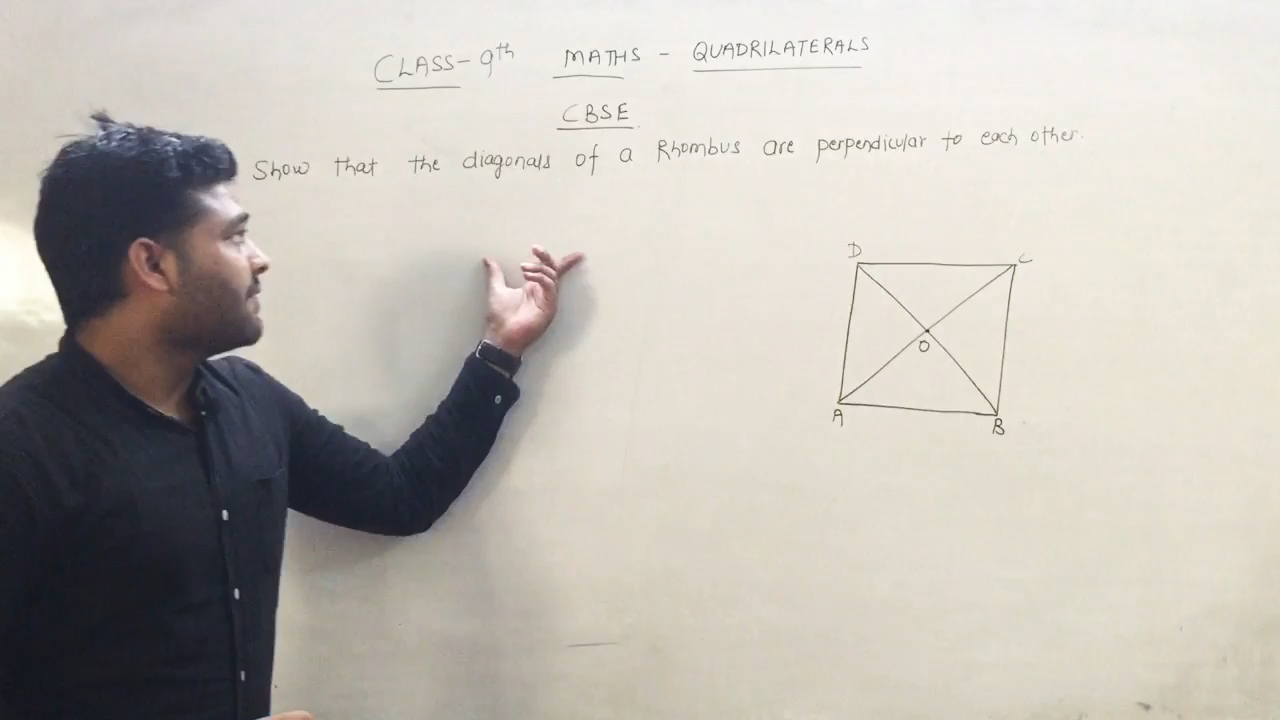 CLASS-9th MATHS - QUADRILATERALS
CBSE
Show that the diagonals of a Rhombus are perpendicular to each other.
D C
O
A B